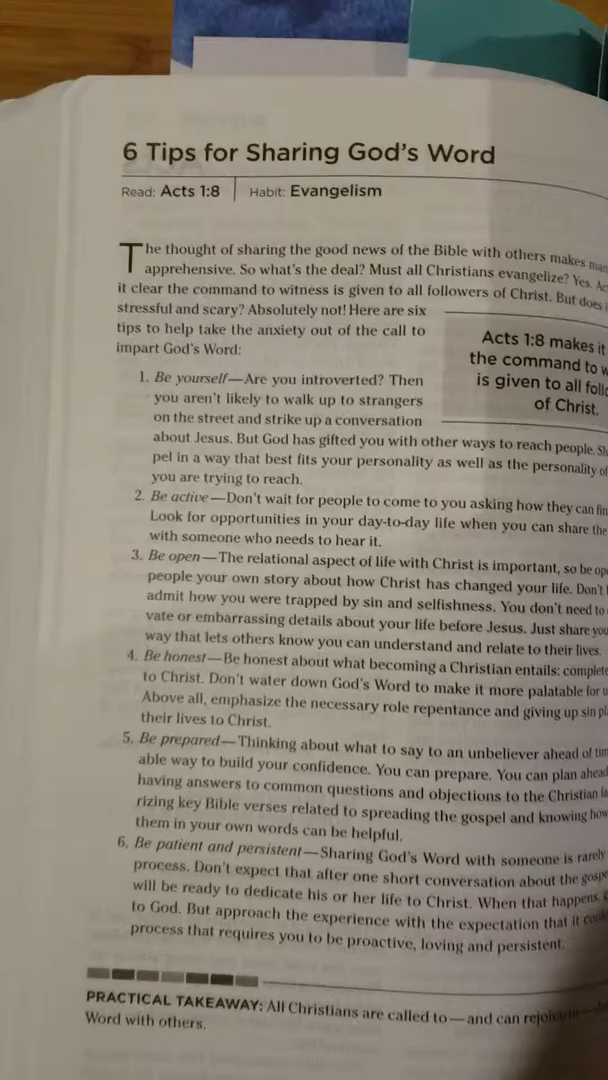 6 Tips for Sharing God's Word
Read: Acts 1:8 Habit: Evangelism
The thought of sharing the good news of the Bible with others makes
apprehensive. So what's the deal? Must all Christians evangelize? Yes.
it clear the command to witness is given to all followers of Christ. But does
stressful and scary? Absolutely not! Here are six
tips to help take the anxiety out of the call to
impart God's Word:
Acts 1:8 makes it
the command to
is given to all
of Christ.
1. Be yourself—Are you introverted? Then
you aren't likely to walk up to strangers
on the street and strike up a conversation
about Jesus. But God has gifted you with other ways to reach people.
pel in a way that best fits your personality as well as the personality of
you are trying to reach.
2. Be active—Don't wait for people to come to you asking how they can
Look for opportunities in your day-to-day life when you can share the
with someone who needs to hear it.
3. Be open—The relational aspect of life with Christ is important, so be
people your own story about how Christ has changed your life. Don't
admit how you were trapped by sin and selfishness. You don't need to
vate or embarrassing details about your life before Jesus. Just share
way that lets others know you can understand and relate to their lives.
4. Be honest—Be honest about what becoming a Christian entails:
to Christ. Don't water down God's Word to make it more palatable for
Above all, emphasize the necessary role repentance and giving up sin
their lives to Christ.
5. Be prepared—Thinking about what to say to an unbeliever ahead of
able way to build your confidence. You can prepare. You can plan ahead
having answers to common questions and objections to the Christian
rizing key Bible verses related to spreading the gospel and knowing how
them in your own words can be helpful.
6. Be patient and persistent—Sharing God's Word with someone is rarely
process. Don't expect that after one short conversation about the
will be ready to dedicate his or her life to Christ. When that happens,
to God. But approach the experience with the expectation that it
process that requires you to be proactive, loving and persistent.
PRACTICAL TAKEAWAY: All Christians are called to—and can rejoice
Word with others.